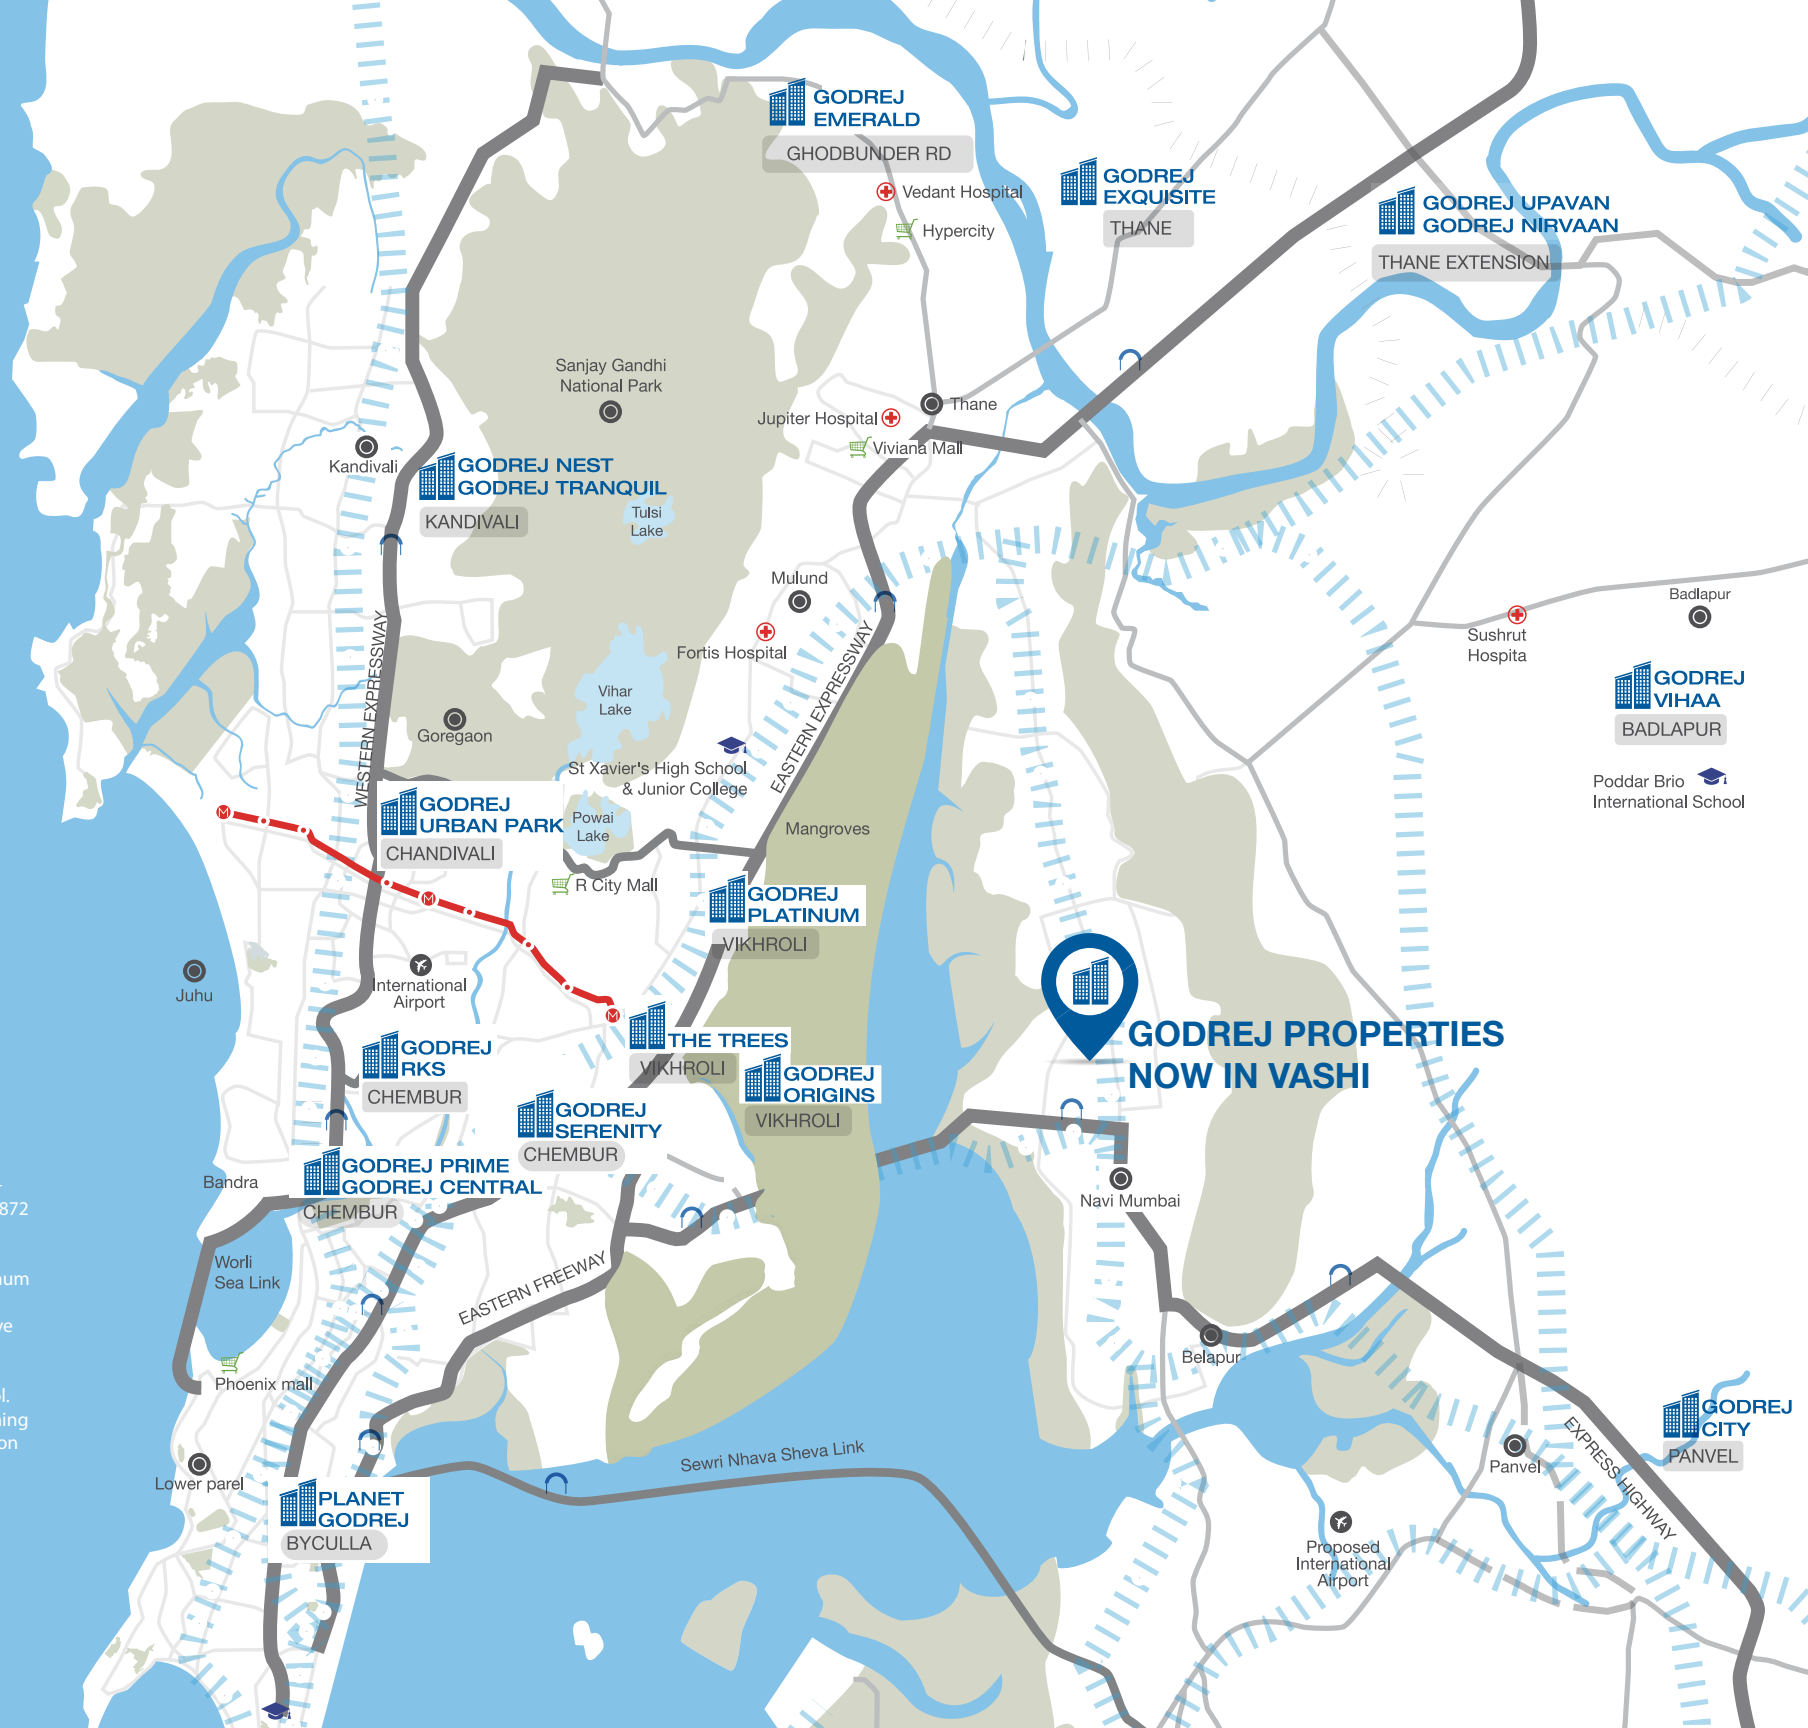 GODREJ
EMERALD
GHODBUNDER RD
Vedant Hospital
Hypercity
GODREJ
EXQUISITE
THANE
GODREJ UPAVAN
GODREJ NIRVAAN
THANE EXTENSION
Sanjay Gandhi
National Park
Thane
Jupiter Hospital
Viviana Mall
Kandivali
GODREJ NEST
GODREJ TRANQUIL
KANDIVALI
Tulsi
Lake
Mulund
Fortis Hospital
Badlapur
Sushrut
Hospita
GODREJ
VIHAA
BADLAPUR
Poddar Brio
International School
WESTERN EXPRESSWAY
EASTERN EXPRESSWAY
Vihar
Lake
Goregaon
St Xavier's High School
& Junior College
GODREJ
URBAN PARK
CHANDIVALI
Powai
Lake
Mangroves
R City Mall
GODREJ
PLATINUM
VIKHROLI
M
M
M
Juhu
International
Airport
THE TREES
VIKHROLI
GODREJ
ORIGINS
VIKHROLI
GODREJ PROPERTIES
NOW IN VASHI
GODREJ
RKS
CHEMBUR
GODREJ
SERENITY
CHEMBUR
GODREJ PRIME
GODREJ CENTRAL
CHEMBUR
Bandra
872
Navi Mumbai
Worli
Sea Link
um
ve
EASTERN FREEWAY
Belapur
Phoenix mall
l.
ing
on
GODREJ
CITY
PANVEL
Panvel
EXPRESS HIGHWAY
Sewri Nhava Sheva Link
Lower parel
PLANET
GODREJ
BYCULLA
Proposed
International
Airport